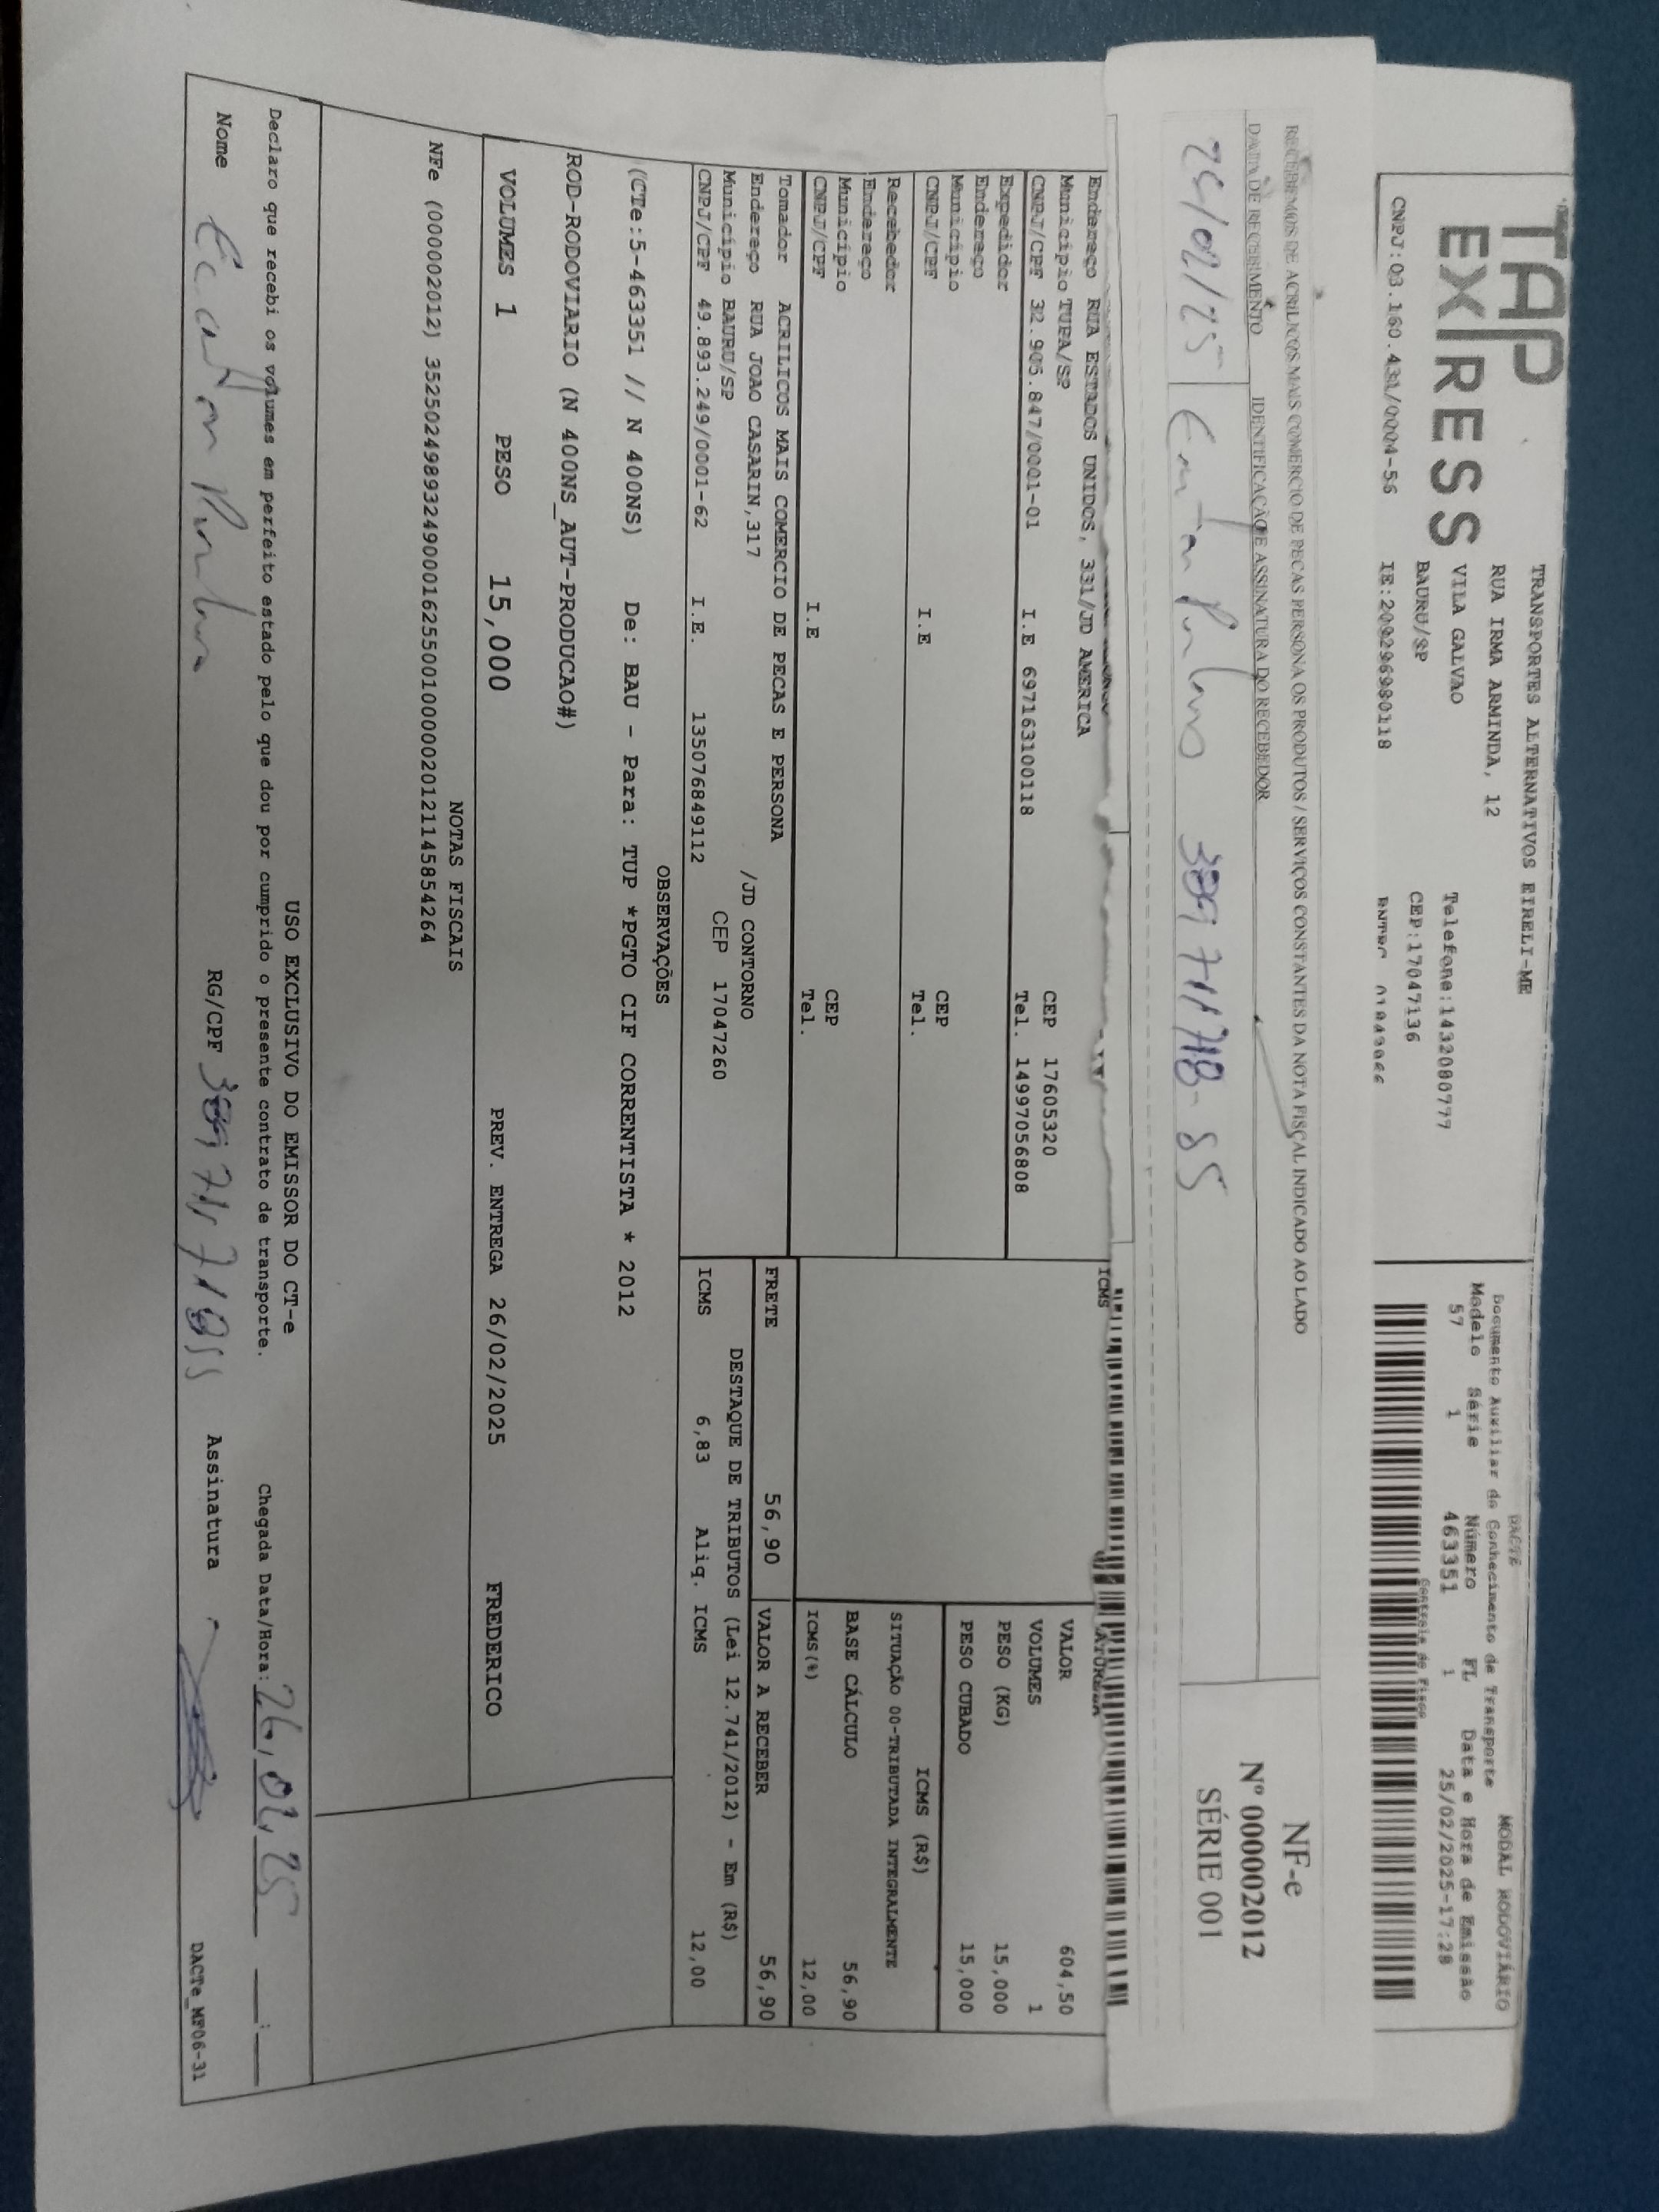 TAP
EXPRESS
TRANSPORTES ALTERNATIVOS EIRELI-ME
RUA IRMA ARMINDA, 12
VILA GALVAO Telefone:1432080777
BAURU/SP CEP:17047136
CNPJ:03.160.431/0004-56 IE:209296980118
DACTE MODAL RODOVIÁRIO
Documento Auxiliar do Conhecimento de Transporte
Modelo Série Número FL Data e Hora de Emissão
57 1 463351 1 25/02/2025-17:28
Controle do Fisco
RECEBEMOS DE ACRILICOS MAIS COMERCIO DE PECAS PERSONA OS PRODUTOS / SERVIÇOS CONSTANTES DA NOTA FISCAL INDICADO AO LADO
DATA DE RECEBIMENTO IDENTIFICAÇÃO E ASSINATURA DO RECEBEDOR
NF-e
Nº 000002012
SÉRIE 001
ICMS
Endereço RUA ESTADOS UNIDOS, 331/JD AMERICA
Município TUPA/SP CEP 17605320
CNPJ/CPF 32.905.847/0001-01 I.E 697163100118 Tel. 14997056808
Expedidor
Endereço
Município CEP
CNPJ/CPF I.E Tel.
Recebedor
Endereço
Município CEP
CNPJ/CPF I.E Tel.
VALOR 604,50
VOLUMES 1
PESO (KG) 15,000
PESO CUBADO 15,000
ICMS (R$)
SITUAÇÃO 00-TRIBUTADA INTEGRALMENTE
BASE CÁLCULO 56,90
ICMS(%) 12,00
Tomador ACRILICOS MAIS COMERCIO DE PECAS E PERSONA
Endereço RUA JOAO CASARIN,317 /JD CONTORNO
Município BAURU/SP CEP 17047260
CNPJ/CPF 49.893.249/0001-62 I.E. 135076849112
FRETE 56,90 VALOR A RECEBER 56,90
DESTAQUE DE TRIBUTOS (Lei 12.741/2012) - Em (R$)
ICMS 6,83 Aliq. ICMS 12,00
OBSERVAÇÕES
(CTe:5-463351 // N 400NS) De: BAU - Para: TUP *PGTO CIF CORRENTISTA * 2012
ROD-RODOVIARIO (N 400NS_AUT-PRODUCAO#)
VOLUMES 1 PESO 15,000 PREV. ENTREGA 26/02/2025 FREDERICO
NOTAS FISCAIS
NFe (000002012) 35250249893249000162550010000020121145854264
USO EXCLUSIVO DO EMISSOR DO CT-e
Declaro que recebi os volumes em perfeito estado pelo que dou por cumprido o presente contrato de transporte. Chegada Data/Hora: 26, 02, 25 __:__
Nome RG/CPF Assinatura
DACTe_MF06-31